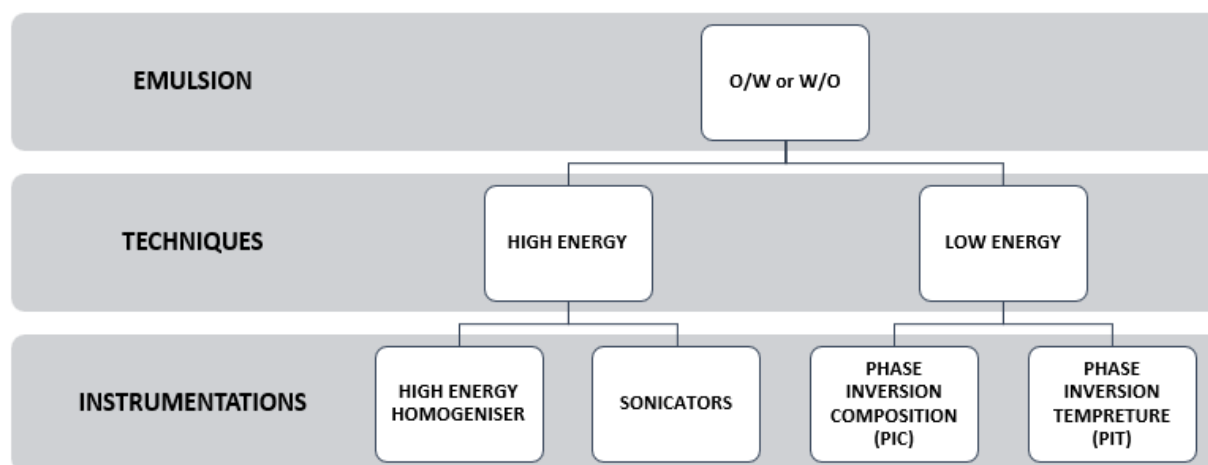 EMULSION
O/W or W/O
TECHNIQUES
HIGH ENERGY
LOW ENERGY
INSTRUMENTATIONS
HIGH ENERGY
HOMOGENISER
SONICATORS
PHASE
INVERSION
COMPOSITION
(PIC)
PHASE
INVERSION
TEMPRETURE
(PIT)